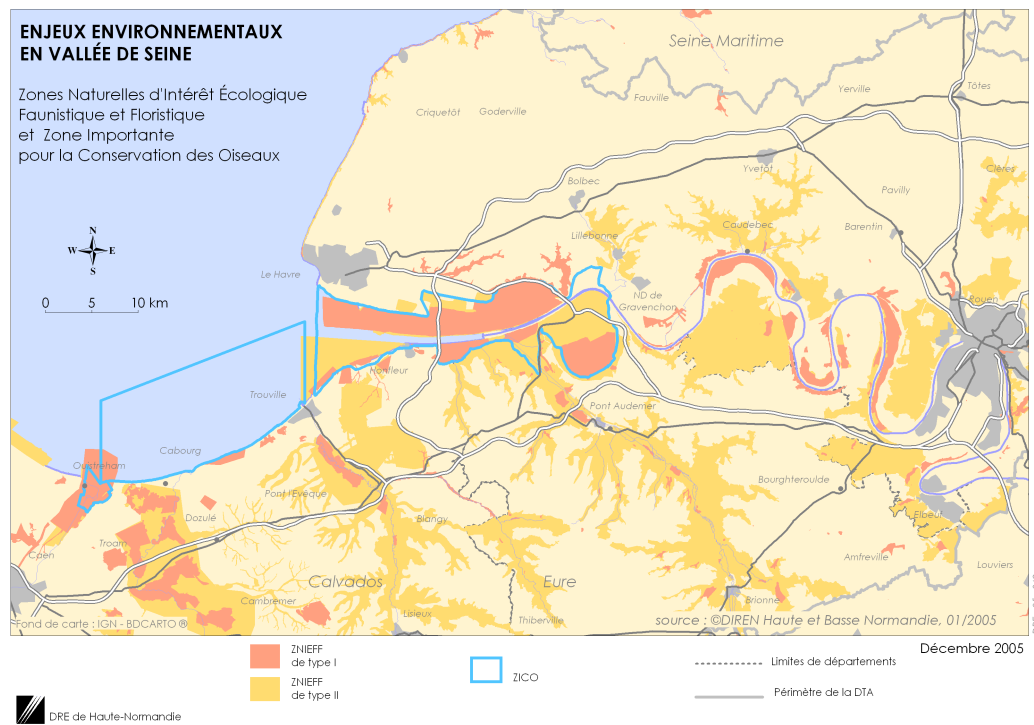 ENJEUX ENVIRONNEMENTAUX
EN VALLÉE DE SEINE
Zones Naturelles d'Intérêt Écologique
Faunistique et Floristique
et Zone Importante
pour la Conservation des Oiseaux
Seine Maritime
Tôtes
Yerville
Fauville
Criquetôt
Goderville
Yvetôt
Clères
Bolbec
Pavilly
Caudebec
Barentin
Lillebonne
N
W
E
S
Le Havre
0 5 10 km
ND de
Gravenchon
Rouen
Honfleur
Trouville
Pont Audemer
Cabourg
Ouistreham
Bourghteroulde
Pont l'Evêque
Dozulé
Blangy
Elbeuf
Troarn
Caen
Amfreville
Louviers
Calvados
Eure
Cambremer
Brionne
Lisieux
Thiberville
Fond de carte : IGN - BDCARTO ®
source : ©DIREN Haute et Basse Normandie, 01/2005
Décembre 2005
ZNIEFF
de type I
ZNIEFF
de type II
ZICO
Limites de départements
Périmètre de la DTA
DRE de Haute-Normandie